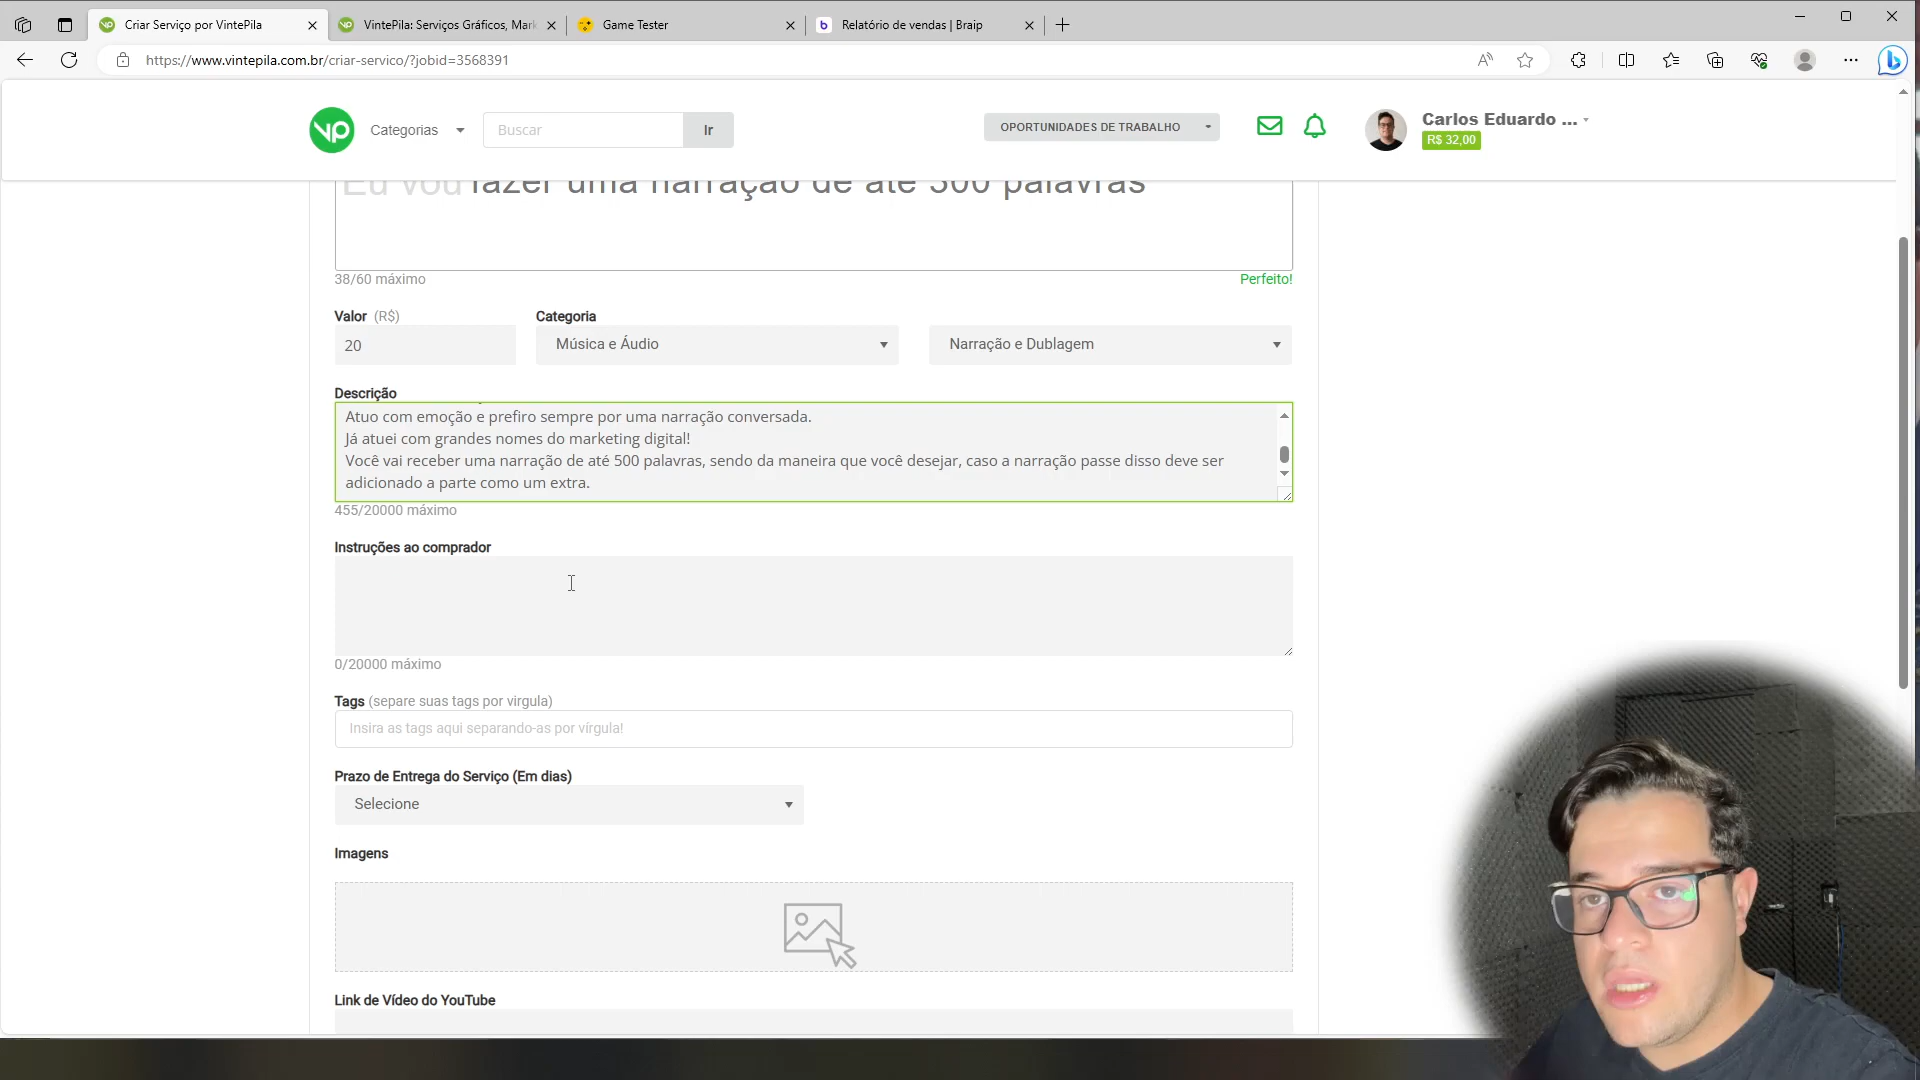 Criar Serviço por VintePila
VintePila: Serviços Gráficos, Mark
Game Tester
Relatório de vendas | Braip
https://www.vintepila.com.br/criar-servico/?jobid=3568391
vp
Categorias
Buscar
Ir
OPORTUNIDADES DE TRABALHO
Carlos Eduardo ...
R$ 32,00
Eu vou fazer uma narração de até 500 palavras
38/60 máximo
Perfeito!
Valor (R$)
Categoria
20
Música e Áudio
Narração e Dublagem
Descrição
Atuo com emoção e prefiro sempre por uma narração conversada.
Já atuei com grandes nomes do marketing digital!
Você vai receber uma narração de até 500 palavras, sendo da maneira que você desejar, caso a narração passe disso deve ser
adicionado a parte como um extra.
455/20000 máximo
Instruções ao comprador
0/20000 máximo
Tags (separe suas tags por virgula)
Insira as tags aqui separando-as por vírgula!
Prazo de Entrega do Serviço (Em dias)
Selecione
Imagens
Link de Vídeo do YouTube